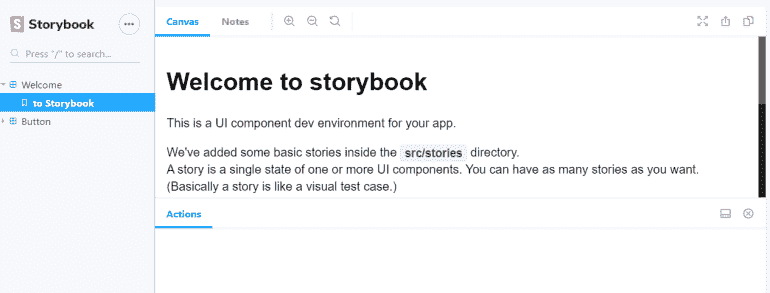 Storybook
Press "/" to search...
Welcome
to Storybook
Button
Canvas
Notes
Welcome to storybook
This is a UI component dev environment for your app.
We've added some basic stories inside the src/stories directory.
A story is a single state of one or more UI components. You can have as many stories as you want.
(Basically a story is like a visual test case.)
Actions